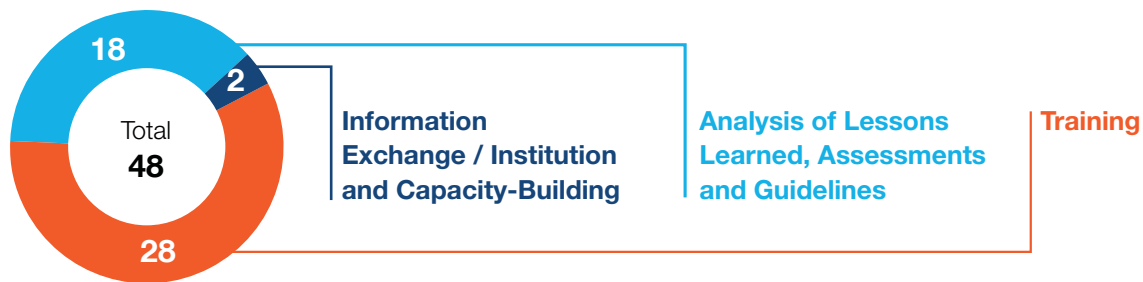 18
2
Total
48
28
Information
Exchange / Institution
and Capacity-Building
Analysis of Lessons
Learned, Assessments
and Guidelines
Training